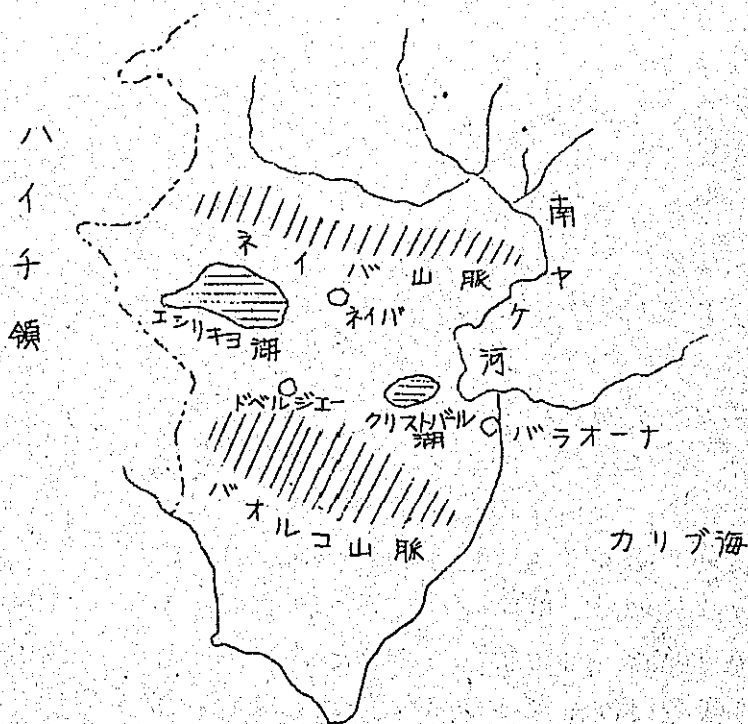 ハイチ領
南ヤケ河
ネイバ山脈
エンリキヨ湖
ネイバ
ドベルジエー
クリストバール湖
バラオーナ
バオルコ山脈
カリブ海